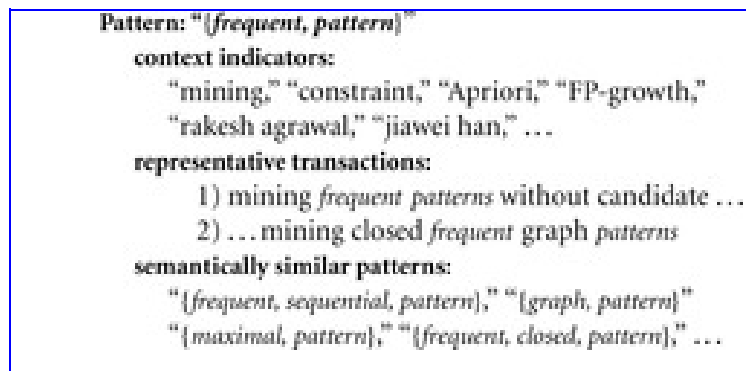 Pattern: “{frequent, pattern}”
context indicators:
“mining,” “constraint,” “Apriori,” “FP-growth,”
“rakesh agrawal,” “jiawei han,” …
representative transactions:
1) mining frequent patterns without candidate …
2) … mining closed frequent graph patterns
semantically similar patterns:
“{frequent, sequential, pattern},” “{graph, pattern}”
“{maximal, pattern},” “{frequent, closed, pattern},” …